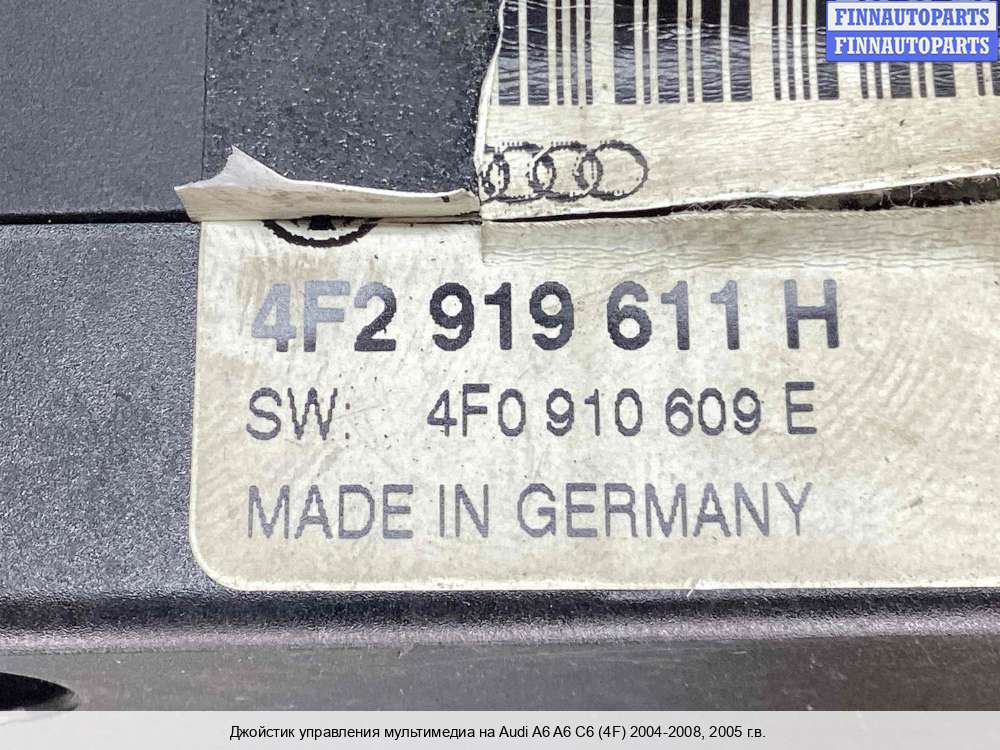 FINNAUTOPARTS
FINNAUTOPARTS
4F2 919 611 H
SW: 4F0 910 609 E
MADE IN GERMANY
Джойстик управления мультимедиа на Audi A6 A6 C6 (4F) 2004-2008, 2005 г.в.